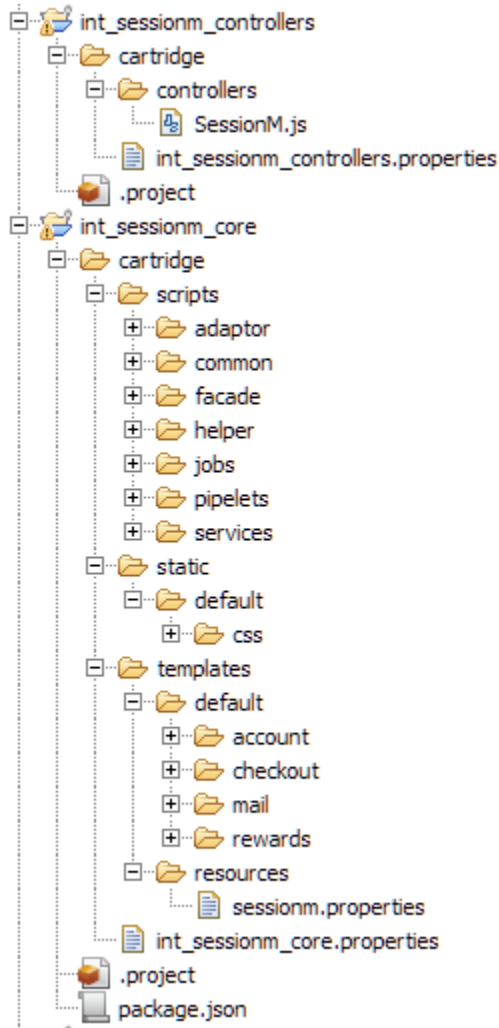 int_sessionm_controllers
cartridge
controllers
SessionM.js
int_sessionm_controllers.properties
.project
int_sessionm_core
cartridge
scripts
adaptor
common
facade
helper
jobs
pipelets
services
static
default
css
templates
default
account
checkout
mail
rewards
resources
sessionm.properties
int_sessionm_core.properties
.project
package.json